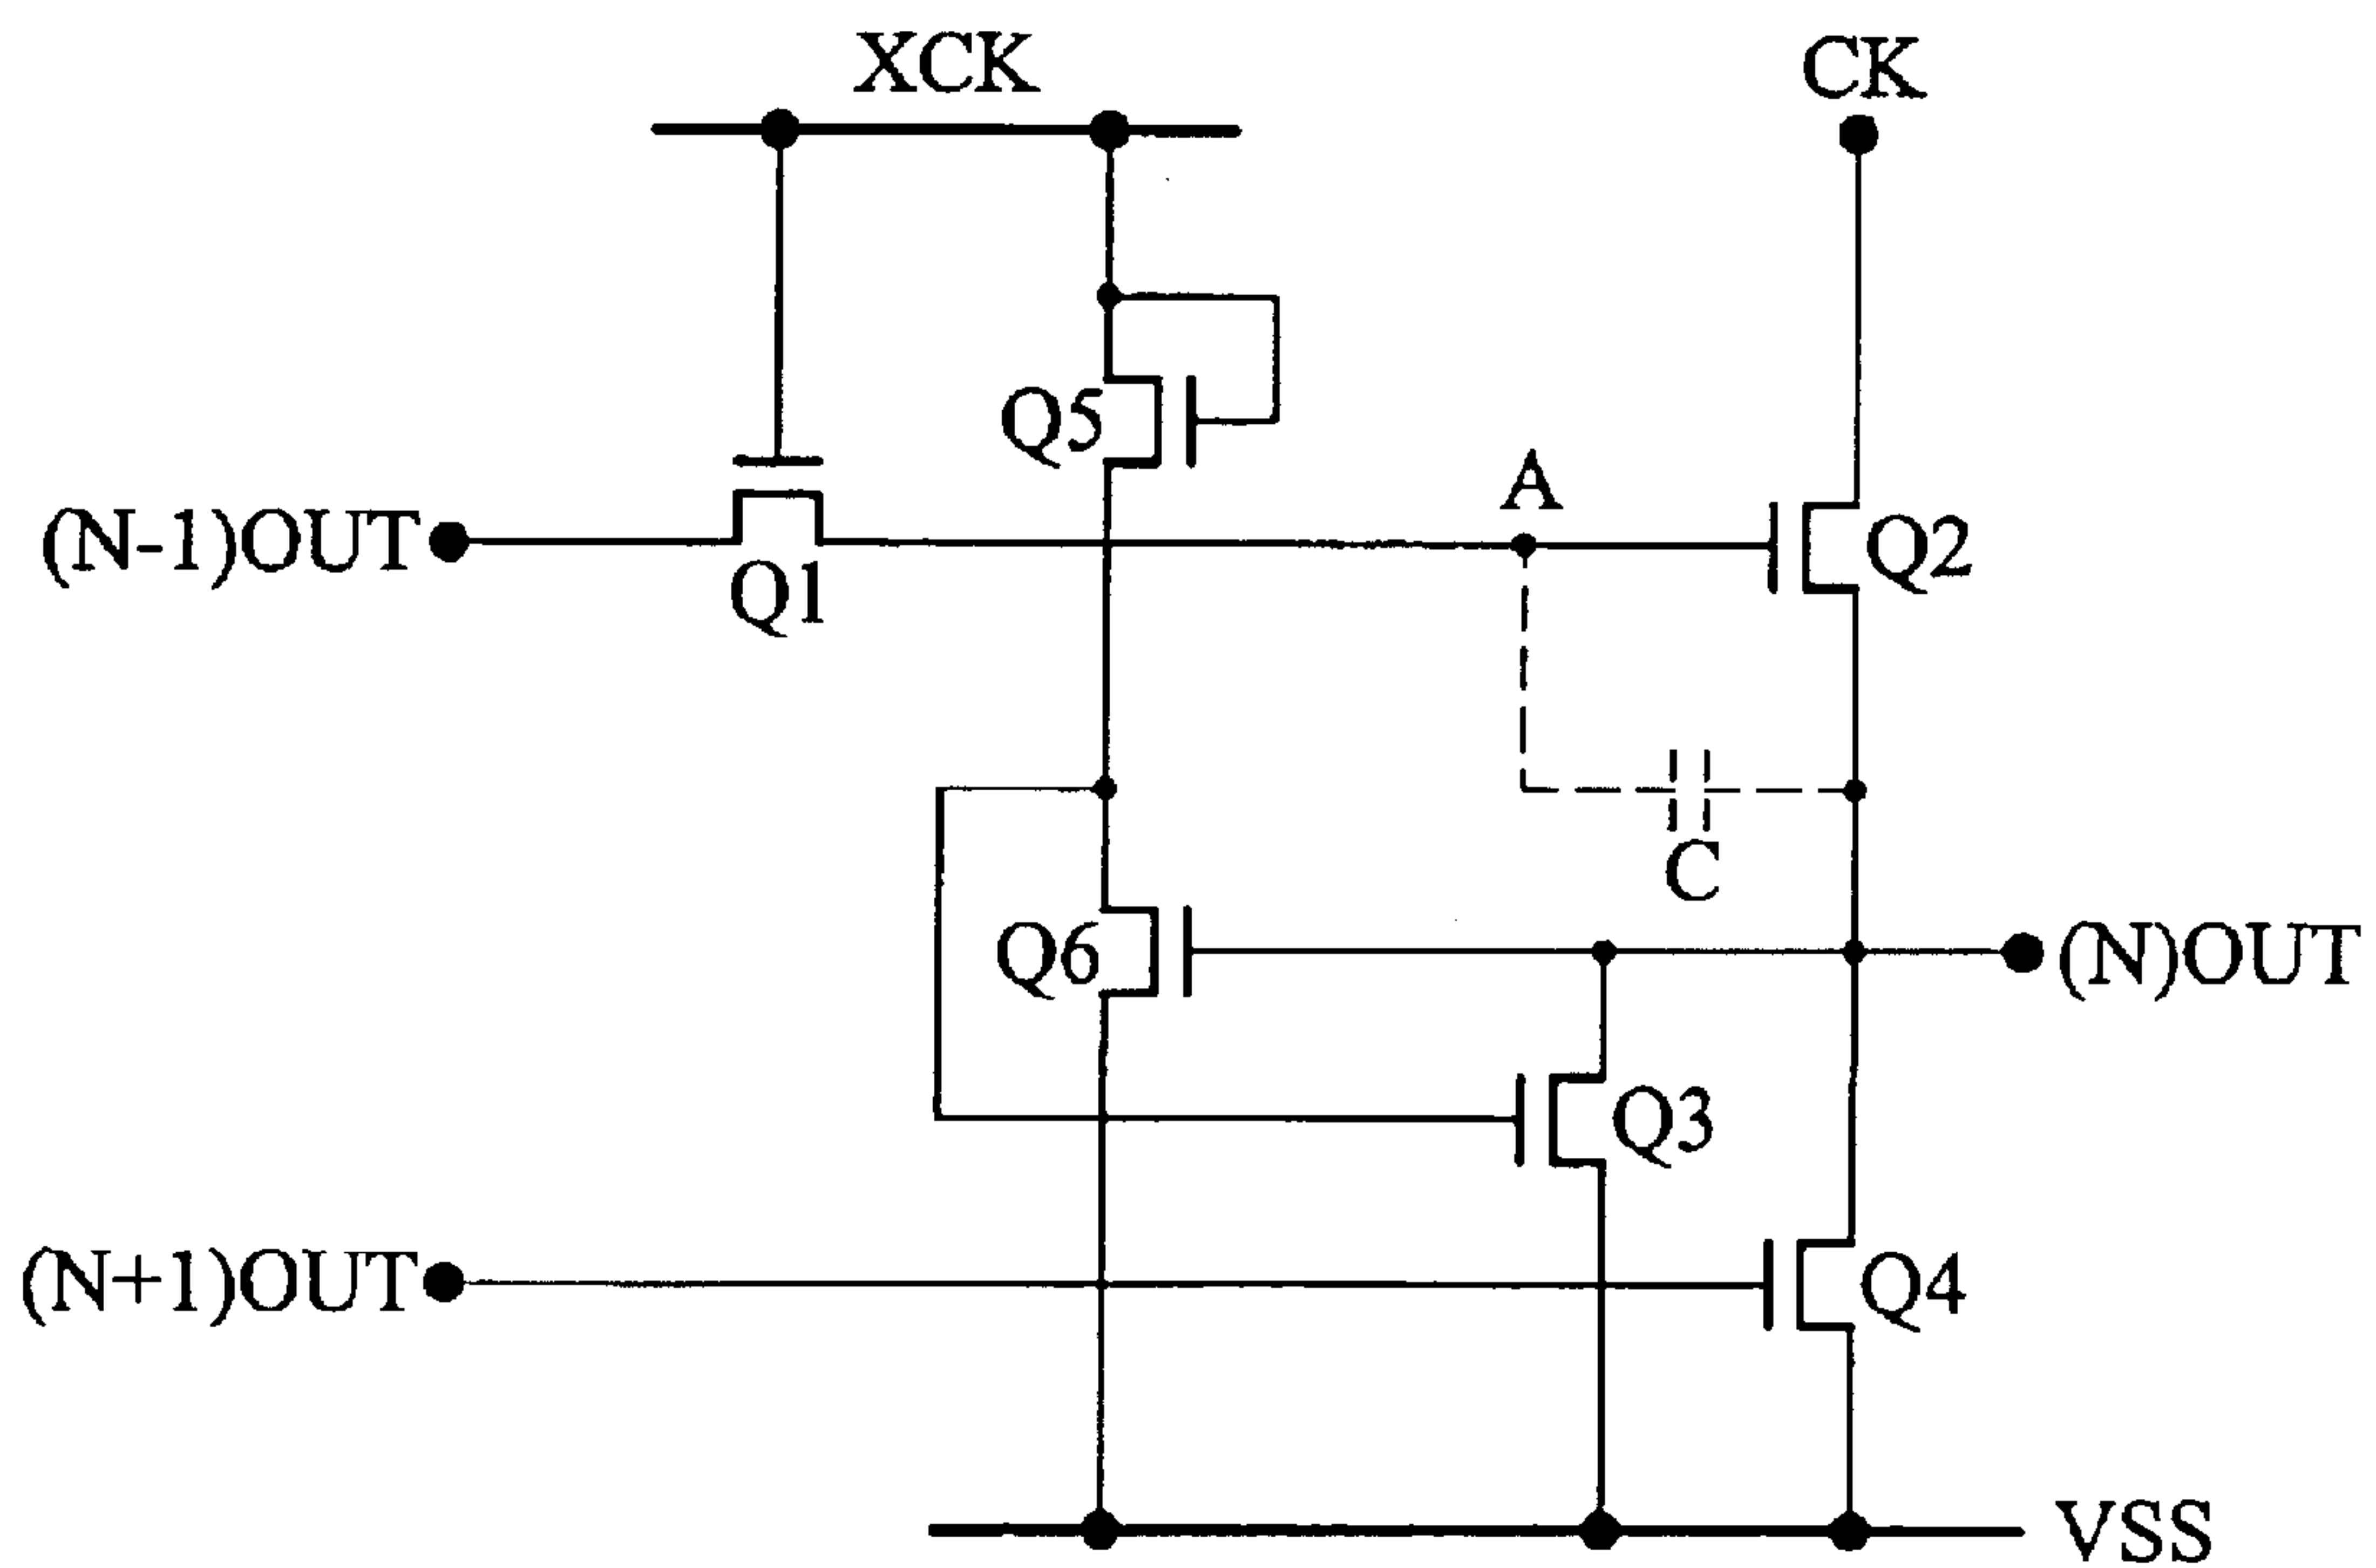 XCK
CK
Q5
A
(N-1)OUT
Q2
Q1
C
Q6
(N)OUT
Q3
(N+1)OUT
Q4
VSS